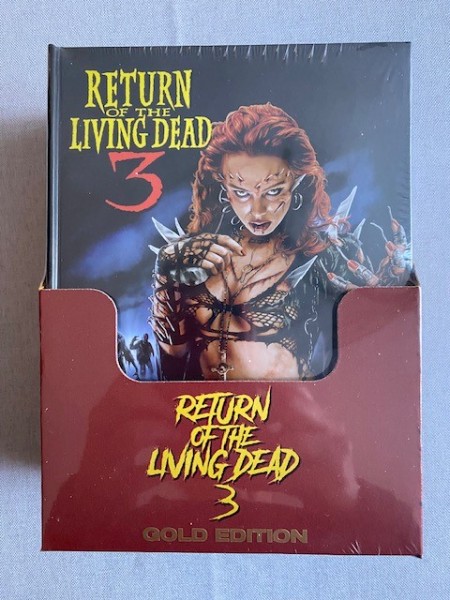 RETURN
OF THE
LIVING DEAD
3
RETURN
OF THE
LIVING DEAD
3
GOLD EDITION